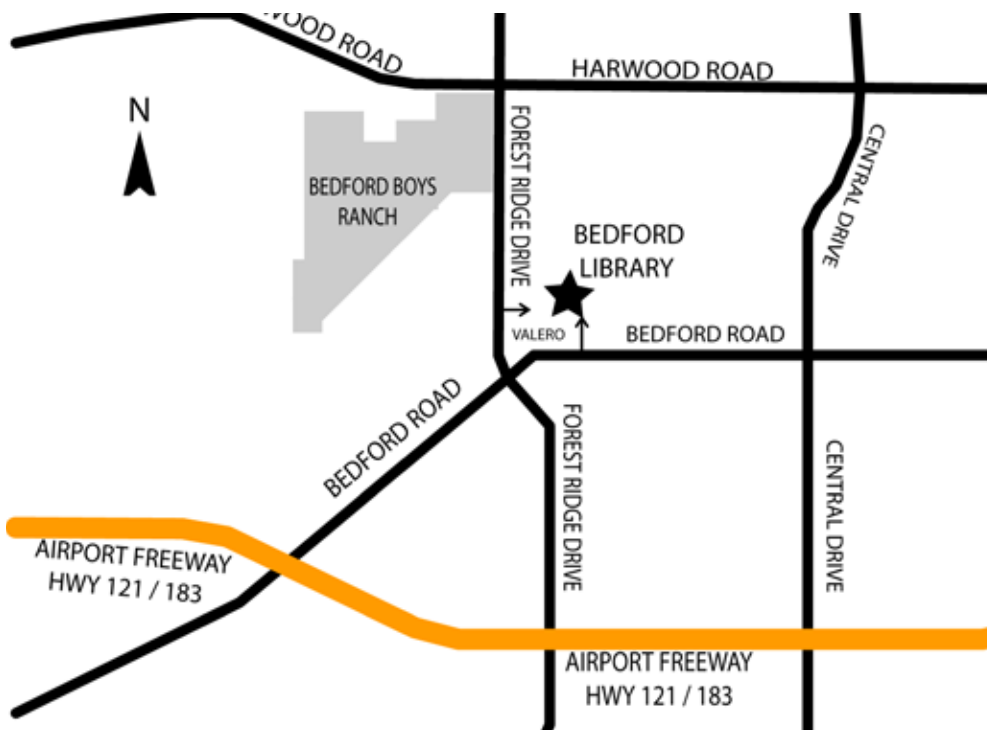 WOOD ROAD
HARWOOD ROAD
N
FOREST RIDGE DRIVE
CENTRAL DRIVE
BEDFORD BOYS
RANCH
BEDFORD
LIBRARY
VALERO
BEDFORD ROAD
BEDFORD ROAD
FOREST RIDGE DRIVE
CENTRAL DRIVE
AIRPORT FREEWAY
HWY 121 / 183
AIRPORT FREEWAY
HWY 121 / 183